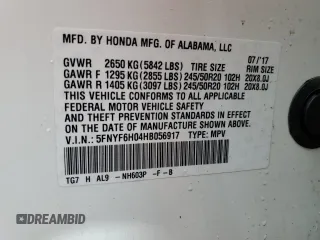 MFD. BY HONDA MFG. OF ALABAMA, LLC 07/'17
GVWR 2650 KG (5842 LBS) TIRE SIZE RIM SIZE
GAWR F 1295 KG (2855 LBS) 245/50R20 102H 20X8.0J
GAWR R 1405 KG (3097 LBS) 245/50R20 102H 20X8.0J
THIS VEHICLE CONFORMS TO ALL APPLICABLE
FEDERAL MOTOR VEHICLE SAFETY
AND THEFT PREVENTION STANDARDS IN EFFECT
ON THE DATE OF MANUFACTURE SHOWN ABOVE.
V.I.N.: 5FNYF6H04HB056917 TYPE: MPV
TG7 H AL9 -NH603P -F -B
© STAT.VIN